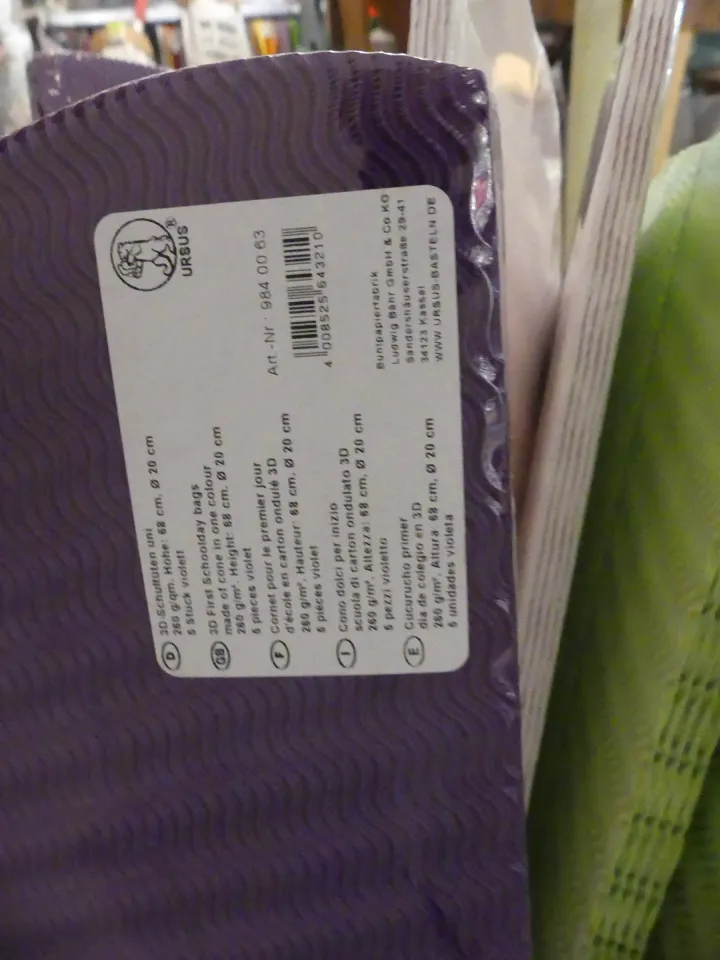 URSUS®
Art.-Nr.: 984 00 63
4 008525 643210
Buntpapierfabrik
Ludwig Bähr GmbH & Co KG
Sandershäuserstraße 29-41
34123 Kassel
WWW.URSUS-BASTELN.DE
D 3D-Schultüten uni
260 g/qm, Höhe: 68 cm, Ø 20 cm
5 Stück violett
GB 3D First Schoolday bags
made of cone in one colour
260 g/m², Height: 68 cm, Ø 20 cm
5 pieces violet
F Cornet pour le premier jour
d'école en carton ondulé 3D
260 g/m², Hauteur: 68 cm, Ø 20 cm
5 pièces violet
I Cono dolci per inizio
scuola di carton ondulato 3D
260 g/m², Altezza: 68 cm, Ø 20 cm
5 pezzi violetto
E Cucurucho primer
día de colegio en 3D
260 g/m², Altura: 68 cm, Ø 20 cm
5 unidades violeta